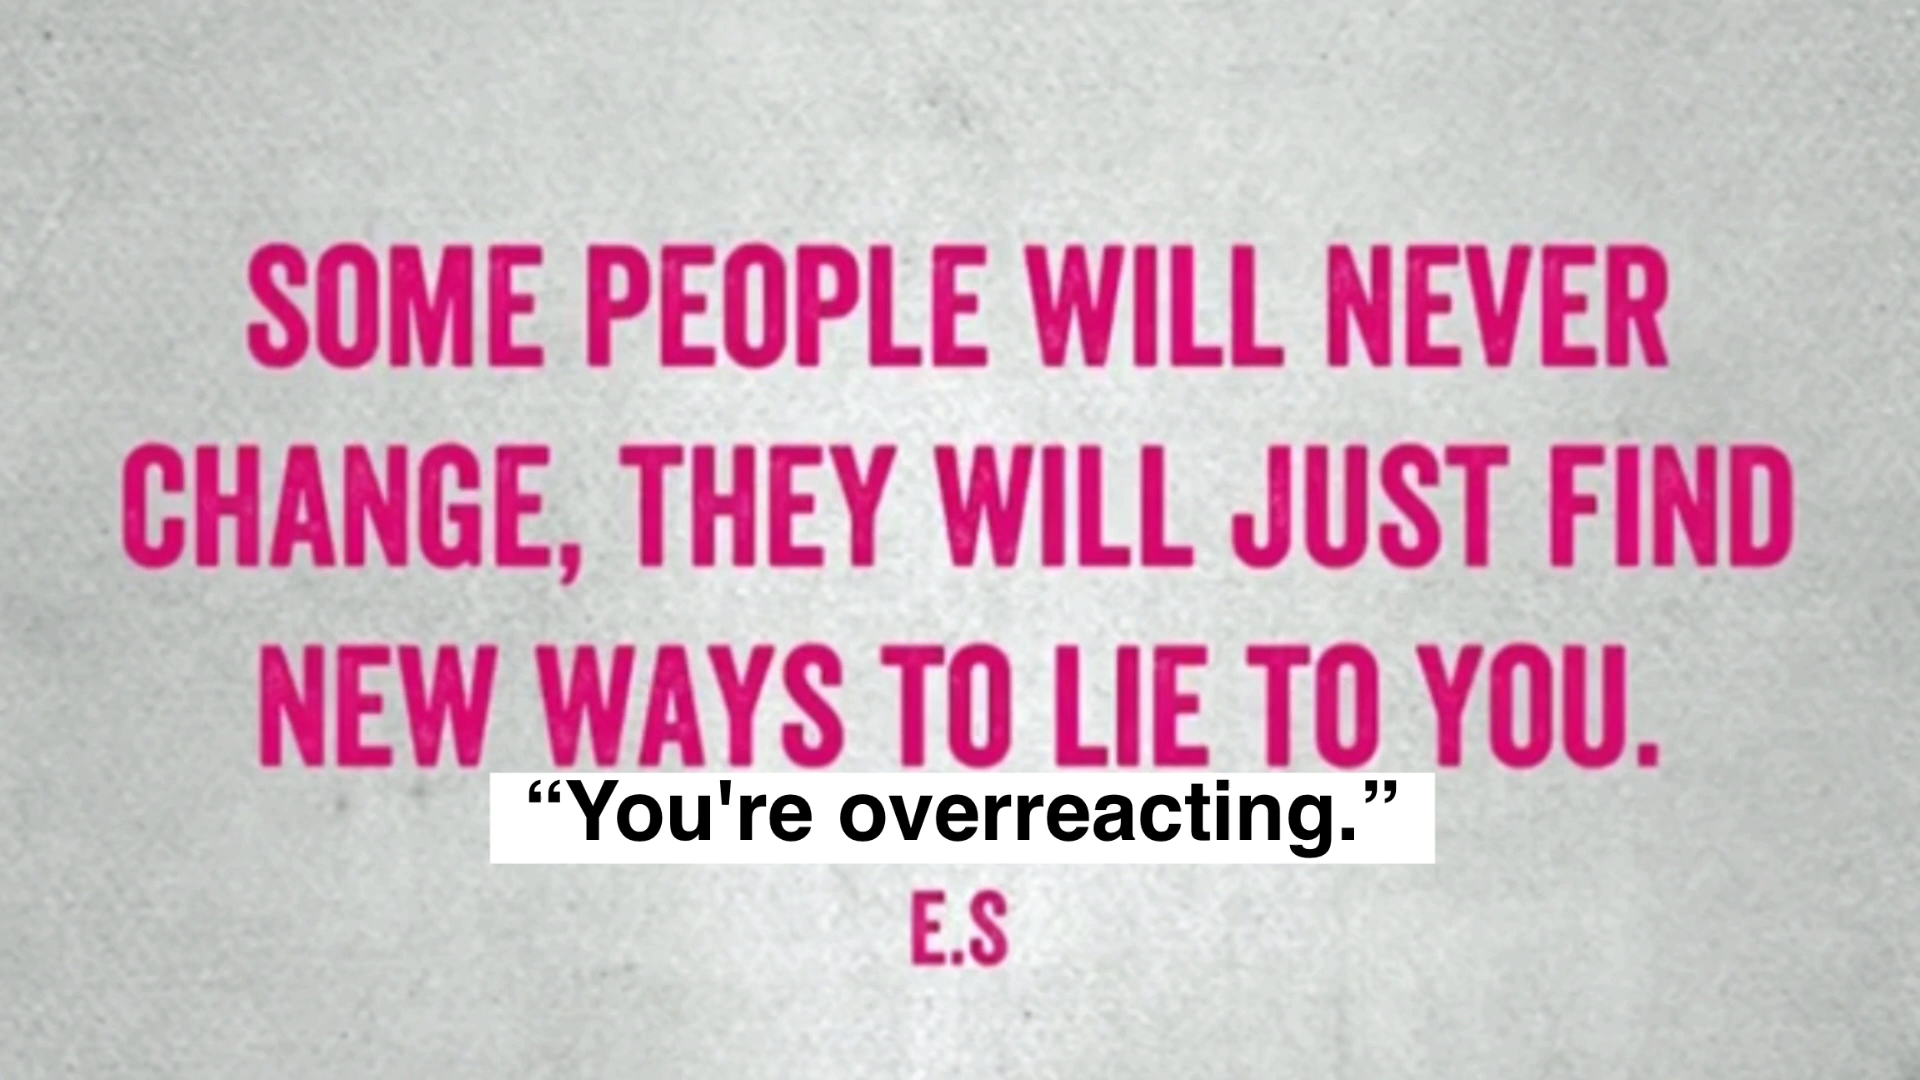 SOME PEOPLE WILL NEVER
CHANGE, THEY WILL JUST FIND
NEW WAYS TO LIE TO YOU.
“You're overreacting.”
E.S